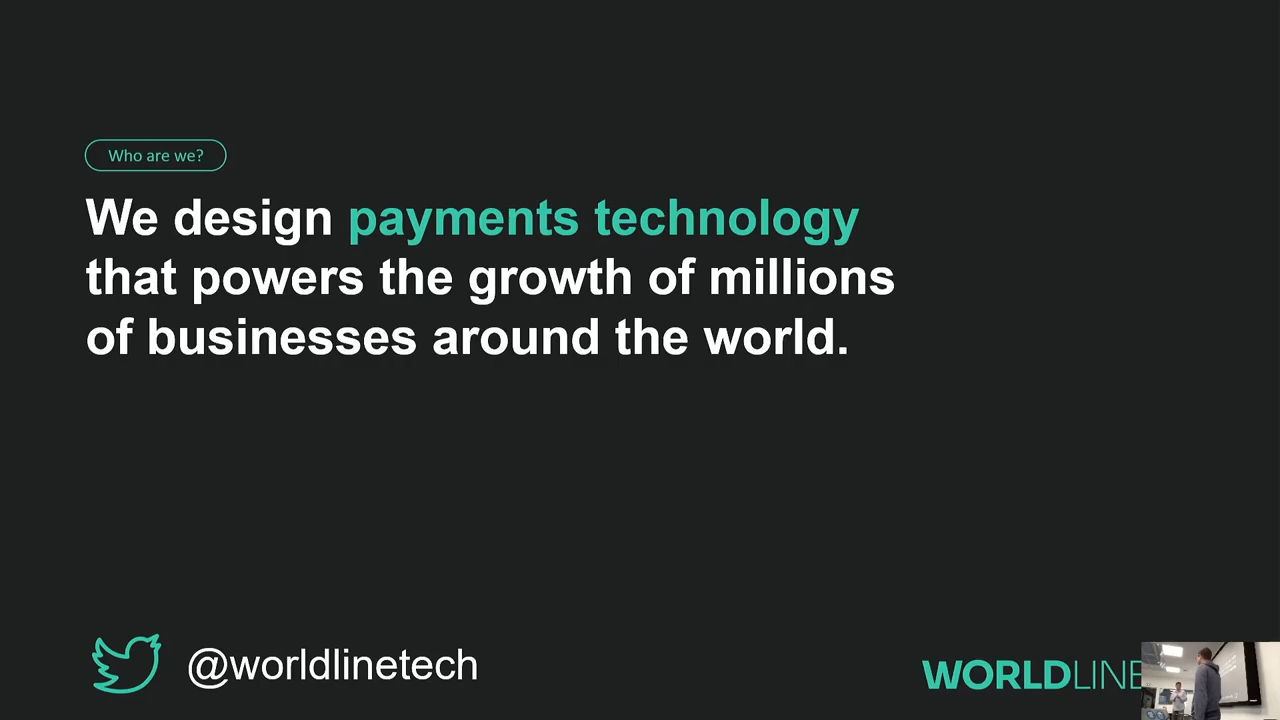 Who are we?
We design payments technology
that powers the growth of millions
of businesses around the world.
@worldlinetech
WORLDLINE